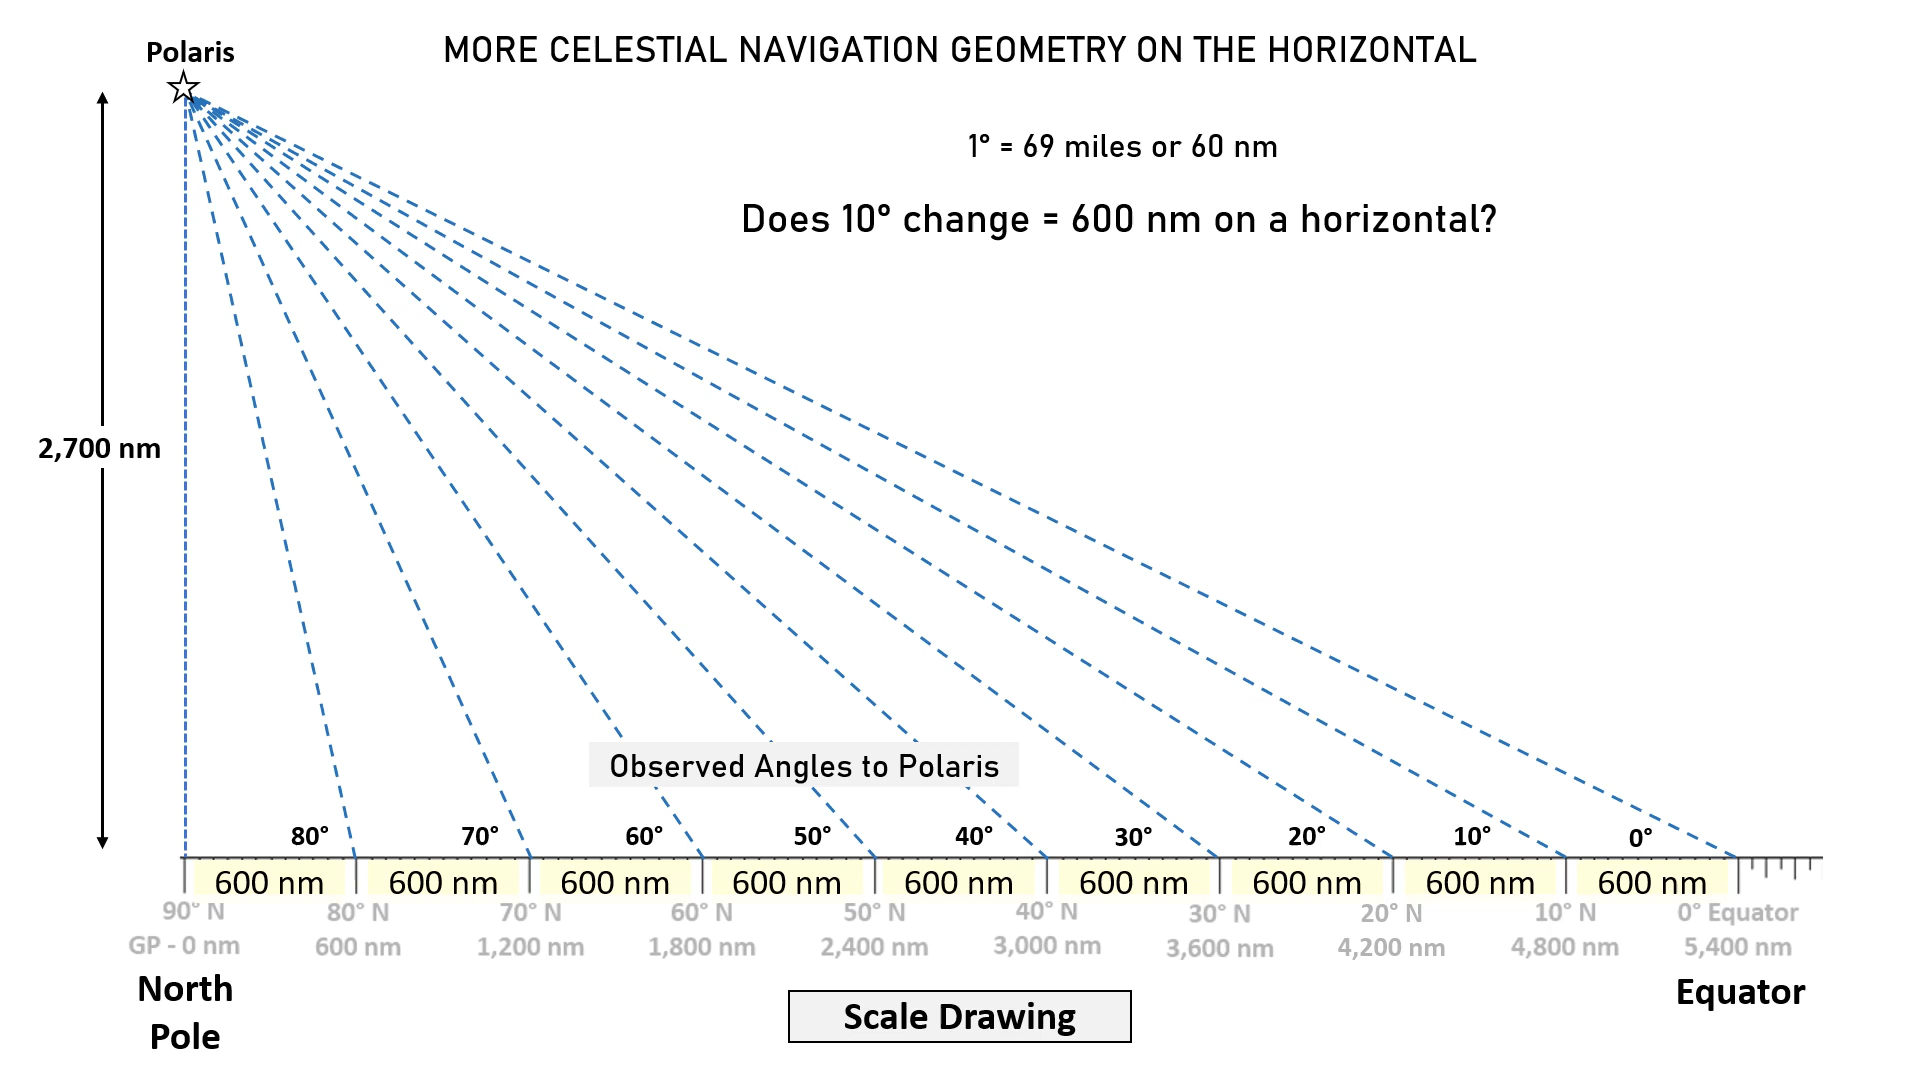 Polaris
MORE CELESTIAL NAVIGATION GEOMETRY ON THE HORIZONTAL
1° = 69 miles or 60 nm
Does 10° change = 600 nm on a horizontal?
2,700 nm
Observed Angles to Polaris
80° 70° 60° 50° 40° 30° 20° 10° 0°
600 nm 600 nm 600 nm 600 nm 600 nm 600 nm 600 nm 600 nm 600 nm
90° N 80° N 70° N 60° N 50° N 40° N 30° N 20° N 10° N 0° Equator
GP - 0 nm 600 nm 1,200 nm 1,800 nm 2,400 nm 3,000 nm 3,600 nm 4,200 nm 4,800 nm 5,400 nm
North
Pole
Equator
Scale Drawing